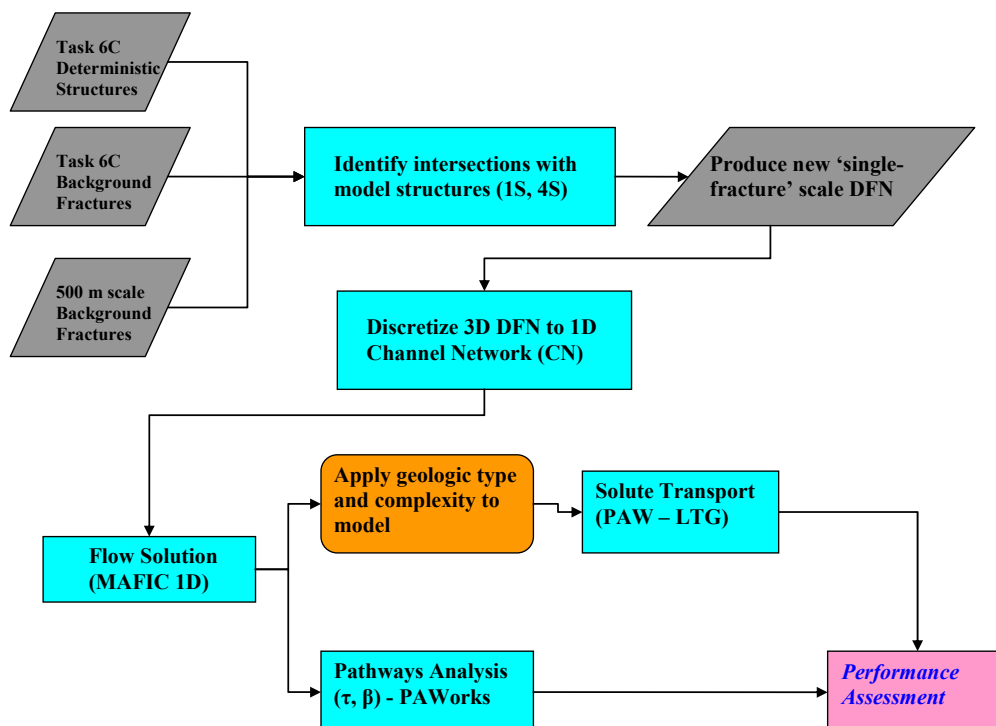 Task 6C
Deterministic
Structures
Task 6C
Background
Fractures
500 m scale
Background
Fractures
Identify intersections with
model structures (1S, 4S)
Produce new ‘single-
fracture’ scale DFN
Discretize 3D DFN to 1D
Channel Network (CN)
Apply geologic type
and complexity to
model
Solute Transport
(PAW – LTG)
Flow Solution
(MAFIC 1D)
Pathways Analysis
(τ, β) - PAWorks
Performance
Assessment